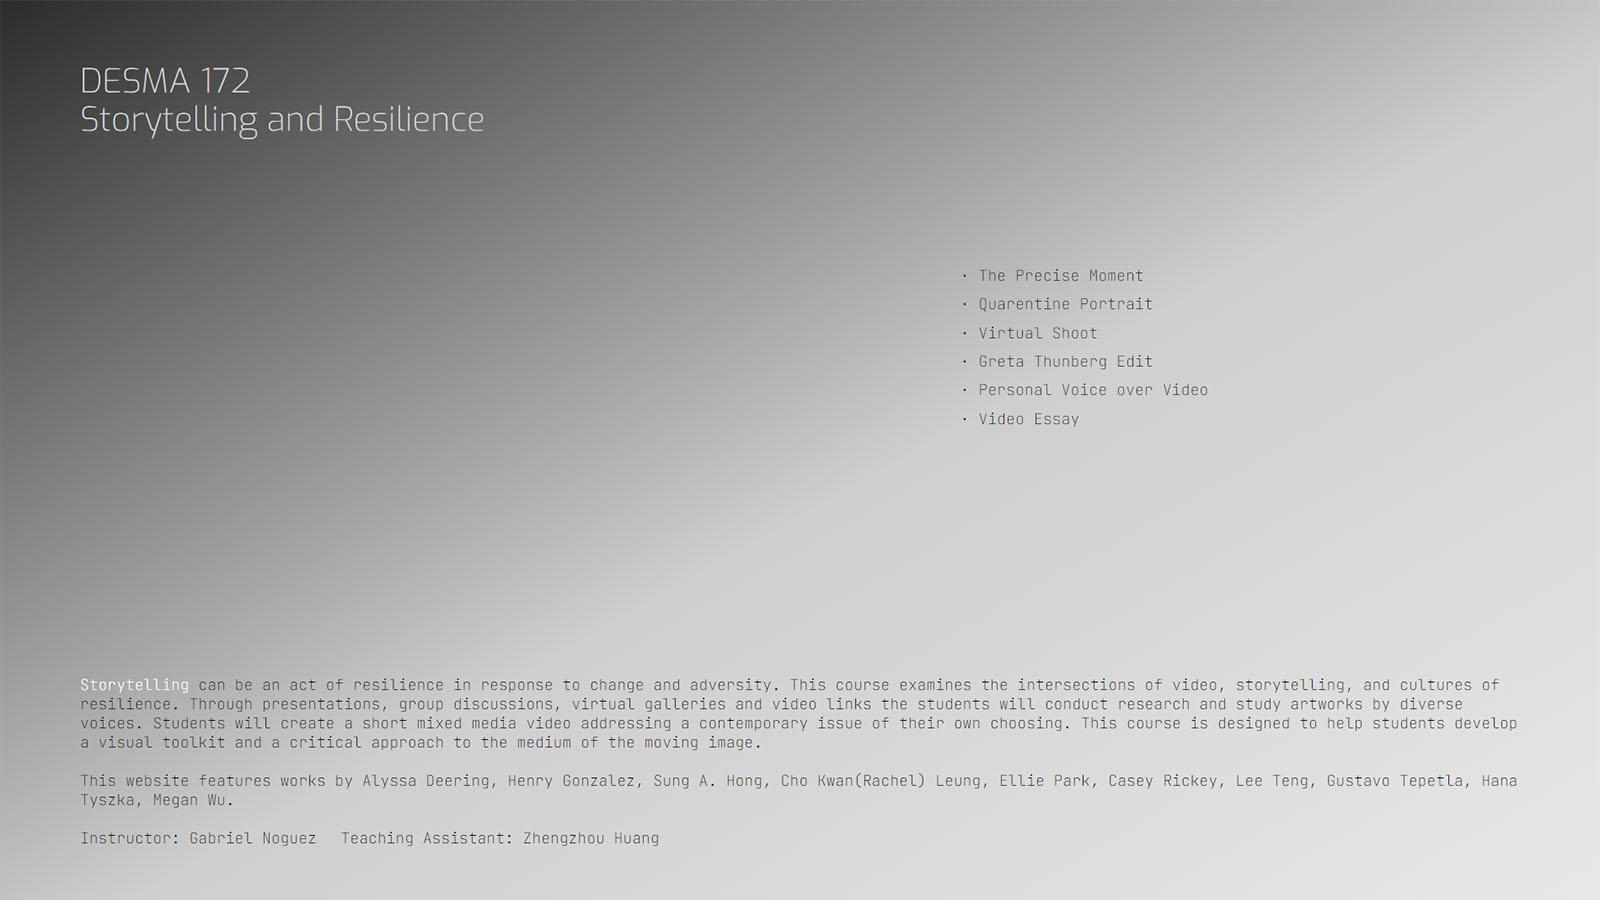 DESMA 172
Storytelling and Resilience
· The Precise Moment
· Quarentine Portrait
· Virtual Shoot
· Greta Thunberg Edit
· Personal Voice over Video
· Video Essay
Storytelling can be an act of resilience in response to change and adversity. This course examines the intersections of video, storytelling, and cultures of
resilience. Through presentations, group discussions, virtual galleries and video links the students will conduct research and study artworks by diverse
voices. Students will create a short mixed media video addressing a contemporary issue of their own choosing. This course is designed to help students develop
a visual toolkit and a critical approach to the medium of the moving image.
This website features works by Alyssa Deering, Henry Gonzalez, Sung A. Hong, Cho Kwan(Rachel) Leung, Ellie Park, Casey Rickey, Lee Teng, Gustavo Tepetla, Hana
Tyszka, Megan Wu.
Instructor: Gabriel Noguez Teaching Assistant: Zhengzhou Huang